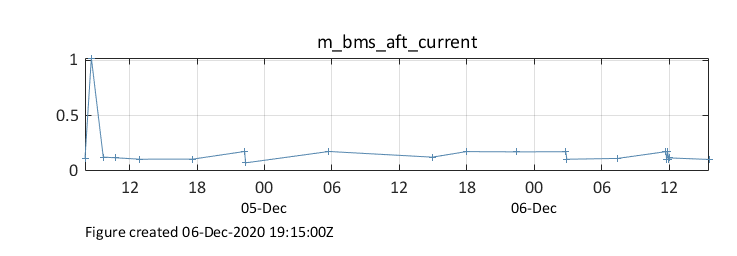 m_bms_aft_current
1
0.5
0
12 18 00 06 12 18 00 06 12
05-Dec 06-Dec
Figure created 06-Dec-2020 19:15:00Z